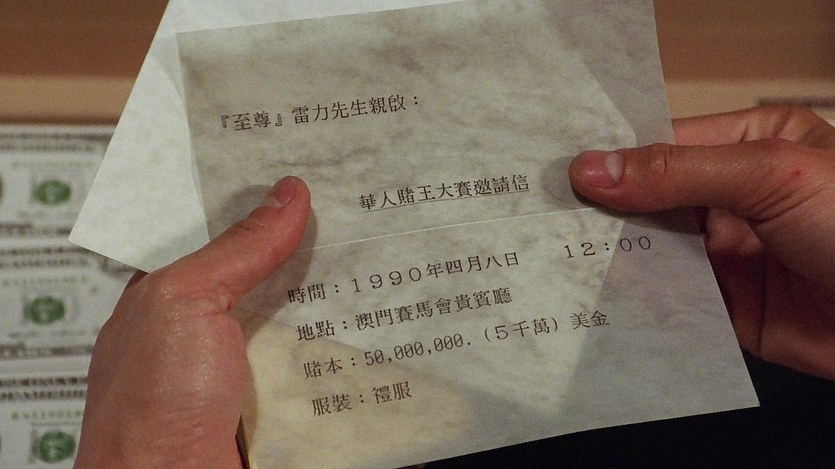 『至尊』雷力先生親啟：
華人賭王大賽邀請信
時間：１９９０年四月八日　１２：００
地點：澳門賽馬會貴賓廳
賭本：50,000,000.（５千萬）美金
服裝：禮服